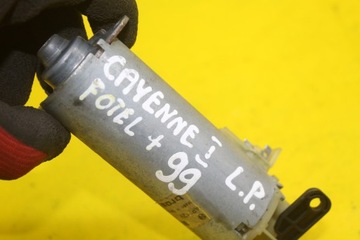 CAYENNE I L.P.
FOTEL + 99